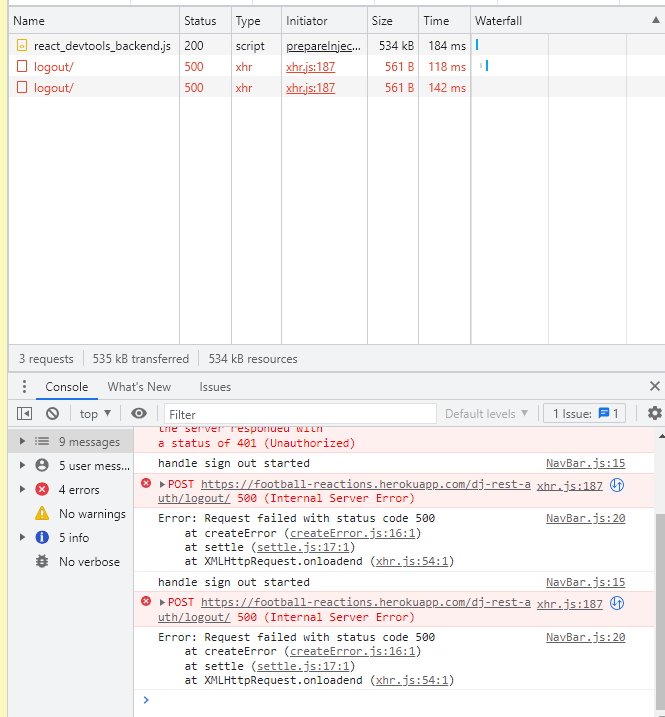 Name Status Type Initiator Size Time Waterfall
react_devtools_backend.js 200 script prepareInjec... 534 kB 184 ms
logout/ 500 xhr xhr.js:187 561 B 118 ms
logout/ 500 xhr xhr.js:187 561 B 142 ms
3 requests 535 kB transferred 534 kB resources
Console What's New Issues
top Filter Default levels 1 Issue: 1
9 messages
5 user mess...
4 errors
No warnings
5 info
No verbose
the server responded with
a status of 401 (Unauthorized)
handle sign out started NavBar.js:15
POST https://football-reactions.herokuapp.com/dj-rest-a xhr.js:187
uth/logout/ 500 (Internal Server Error)
Error: Request failed with status code 500 NavBar.js:20
at createError (createError.js:16:1)
at settle (settle.js:17:1)
at XMLHttpRequest.onloadend (xhr.js:54:1)
handle sign out started NavBar.js:15
POST https://football-reactions.herokuapp.com/dj-rest-a xhr.js:187
uth/logout/ 500 (Internal Server Error)
Error: Request failed with status code 500 NavBar.js:20
at createError (createError.js:16:1)
at settle (settle.js:17:1)
at XMLHttpRequest.onloadend (xhr.js:54:1)